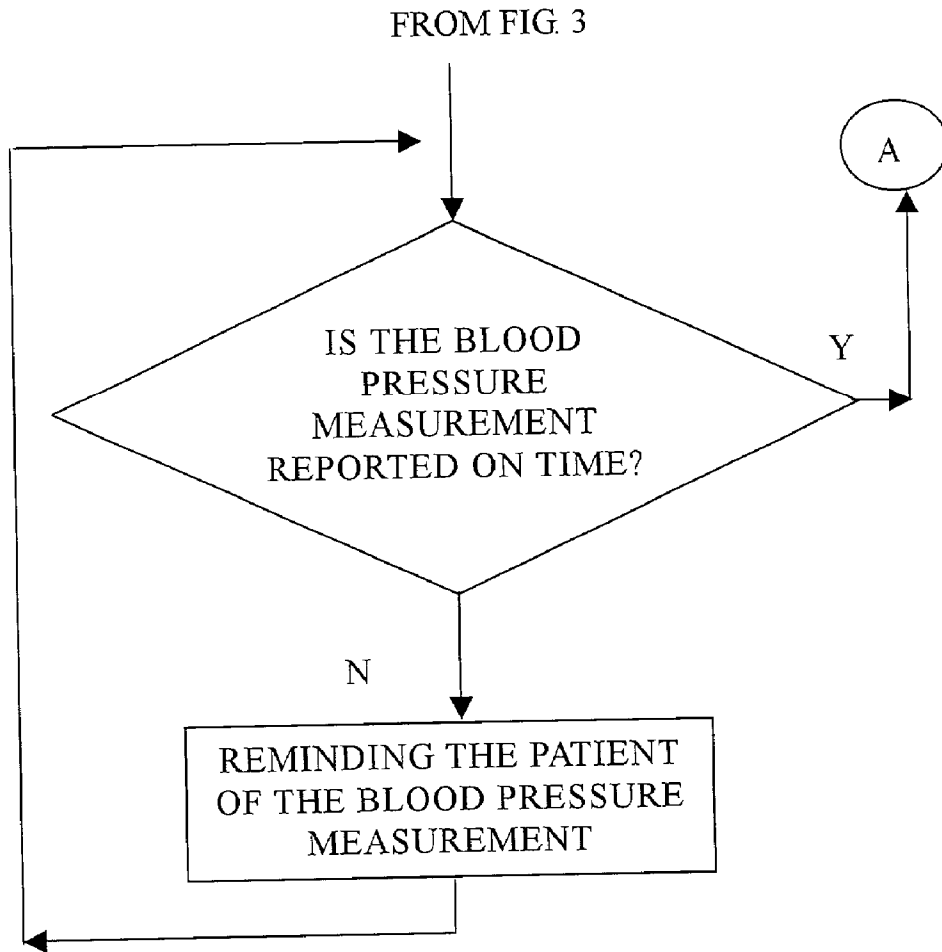 FROM FIG. 3
A
IS THE BLOOD
PRESSURE
MEASUREMENT
REPORTED ON TIME?
Y
N
REMINDING THE PATIENT
OF THE BLOOD PRESSURE
MEASUREMENT